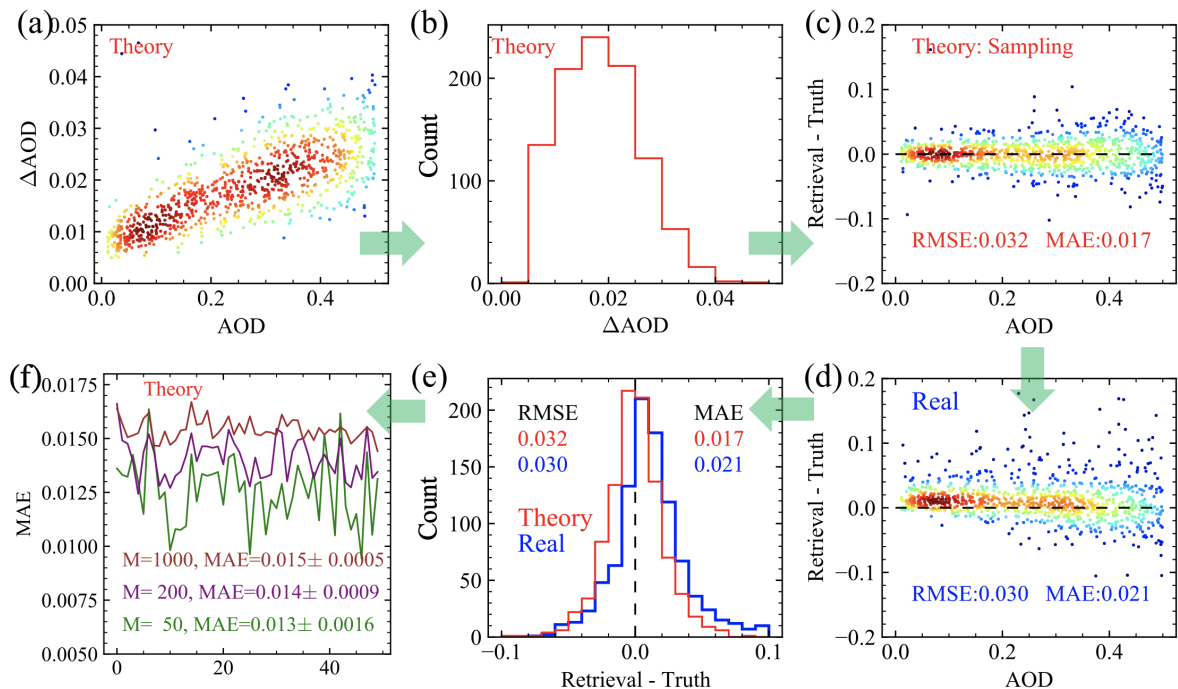 (a)
0.05
0.04
0.03
0.02
0.01
0.00
ΔAOD
Theory
0.0
0.2
0.4
AOD
(b)
200
100
0
Count
Theory
0.00
0.02
0.04
ΔAOD
(c)
0.2
0.1
0.0
−0.1
−0.2
Retrieval - Truth
Theory: Sampling
RMSE:0.032 MAE:0.017
0.0
0.2
0.4
AOD
(f)
MAE
0.0175
0.0150
0.0125
0.0100
0.0075
0.0050
Theory
M=1000, MAE=0.015± 0.0005
M= 200, MAE=0.014± 0.0009
M= 50, MAE=0.013± 0.0016
0
20
40
(e)
200
150
100
50
0
Count
RMSE
0.032
0.030
MAE
0.017
0.021
Theory
Real
−0.1
0.0
0.1
Retrieval - Truth
(d)
0.2
0.1
0.0
−0.1
−0.2
Retrieval - Truth
Real
RMSE:0.030 MAE:0.021
0.0
0.2
0.4
AOD